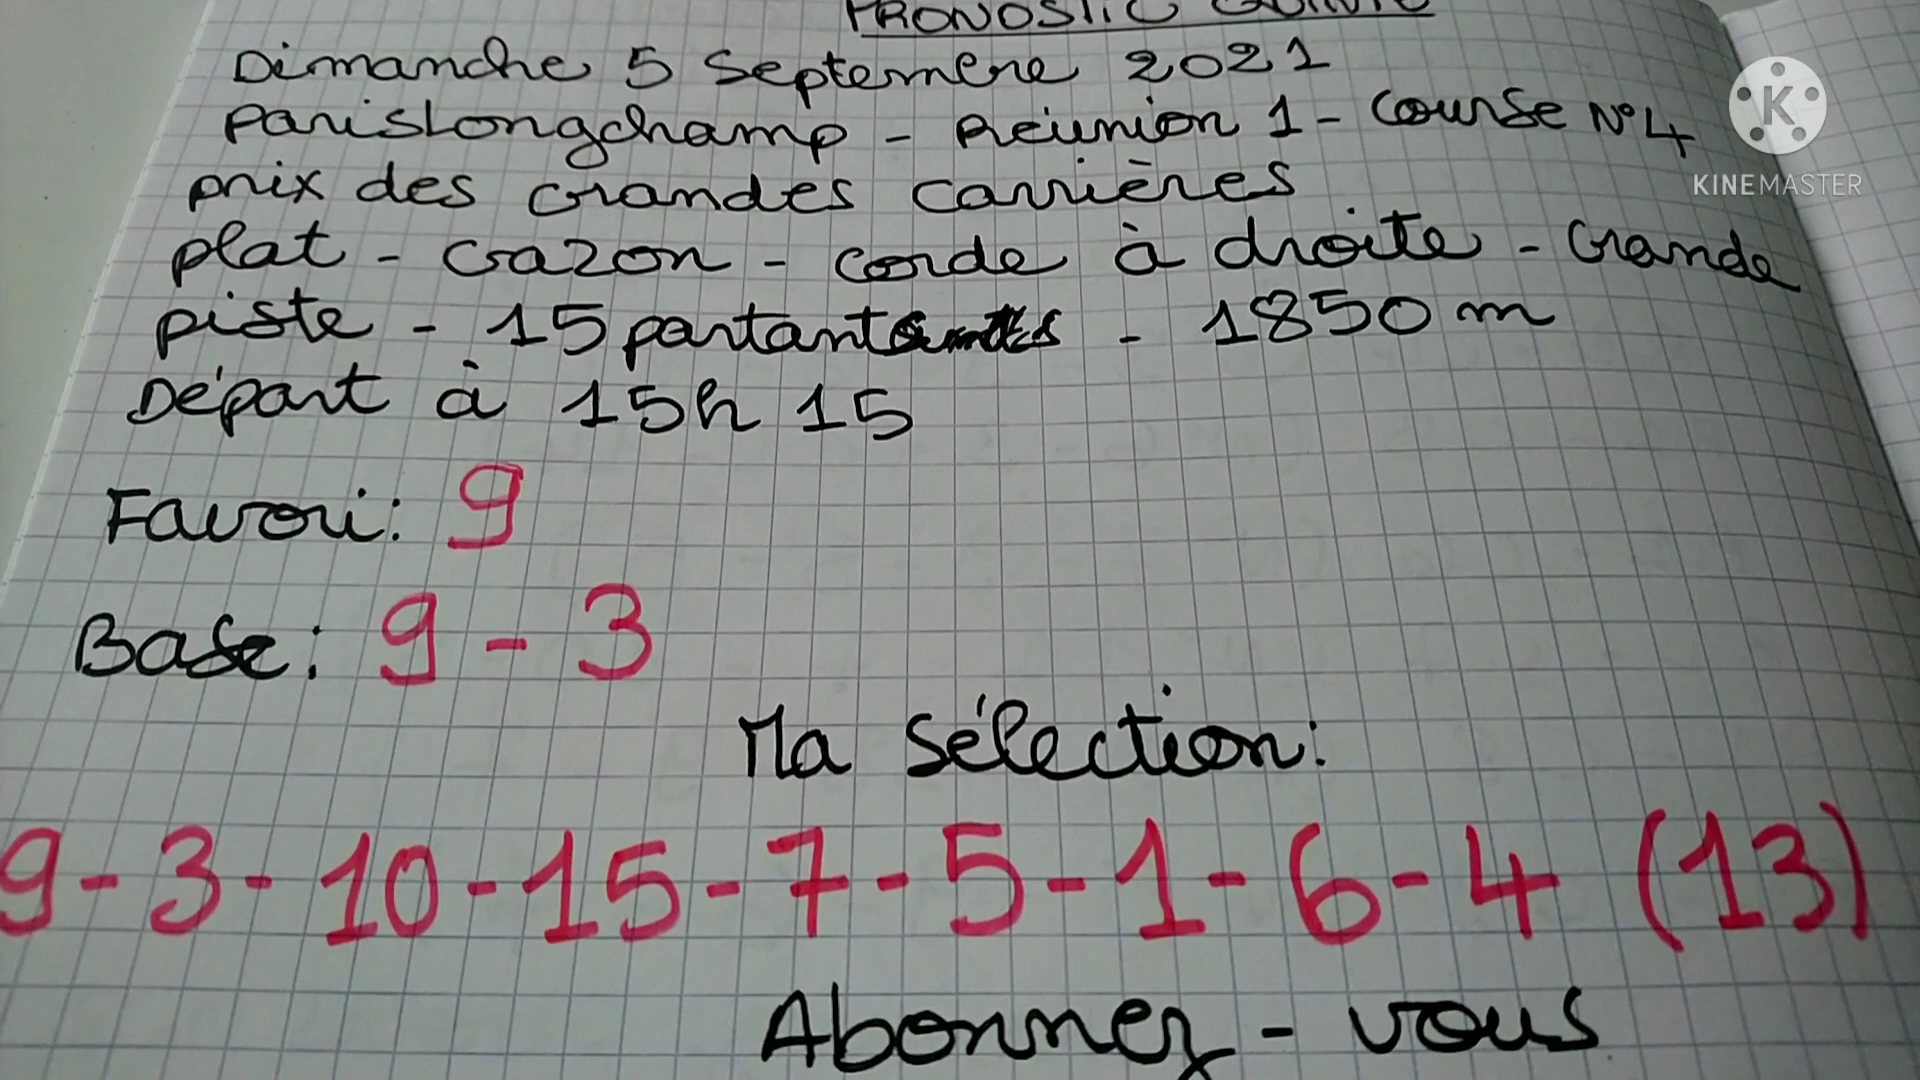 PRONOSTIC QUINTÉ
Dimanche 5 Septembre 2021
ParisLongchamp - Réunion 1 - Course N°4
prix des Grandes Carrières
plat - Gazon - corde à droite - Grande
piste - 15 partants - 1850 m
Départ à 15h 15
Favori: 9
Base: 9 - 3
Ma Sélection:
9 - 3 - 10 - 15 - 7 - 5 - 1 - 6 - 4 (13)
Abonnez - vous
K
KINEMASTER